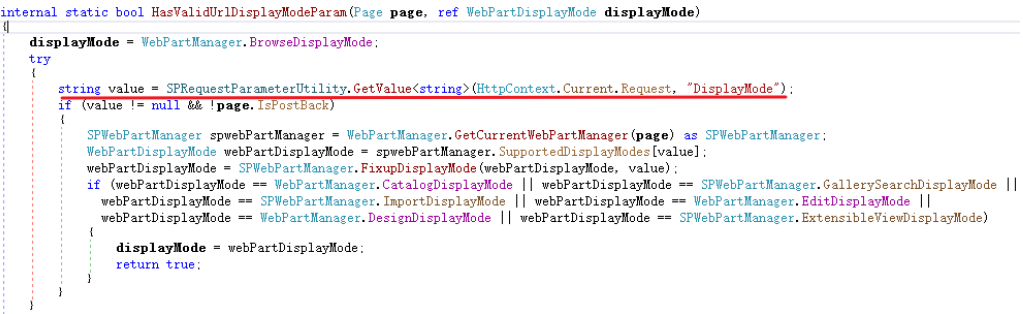 internal static bool HasValidUrlDisplayModeParam(Page page, ref WebPartDisplayMode displayMode)
{
displayMode = WebPartManager.BrowseDisplayMode;
try
{
string value = SPRequestParameterUtility.GetValue<string>(HttpContext.Current.Request, "DisplayMode");
if (value != null && !page.IsPostBack)
{
SPWebPartManager spwebPartManager = WebPartManager.GetCurrentWebPartManager(page) as SPWebPartManager;
WebPartDisplayMode webPartDisplayMode = spwebPartManager.SupportedDisplayModes[value];
webPartDisplayMode = SPWebPartManager.FixupDisplayMode(webPartDisplayMode, value);
if (webPartDisplayMode == WebPartManager.CatalogDisplayMode || webPartDisplayMode == SPWebPartManager.GallerySearchDisplayMode ||
webPartDisplayMode == SPWebPartManager.ImportDisplayMode || webPartDisplayMode == WebPartManager.EditDisplayMode ||
webPartDisplayMode == WebPartManager.DesignDisplayMode || webPartDisplayMode == SPWebPartManager.ExtensibleViewDisplayMode)
{
displayMode = webPartDisplayMode;
return true;
}
}
}